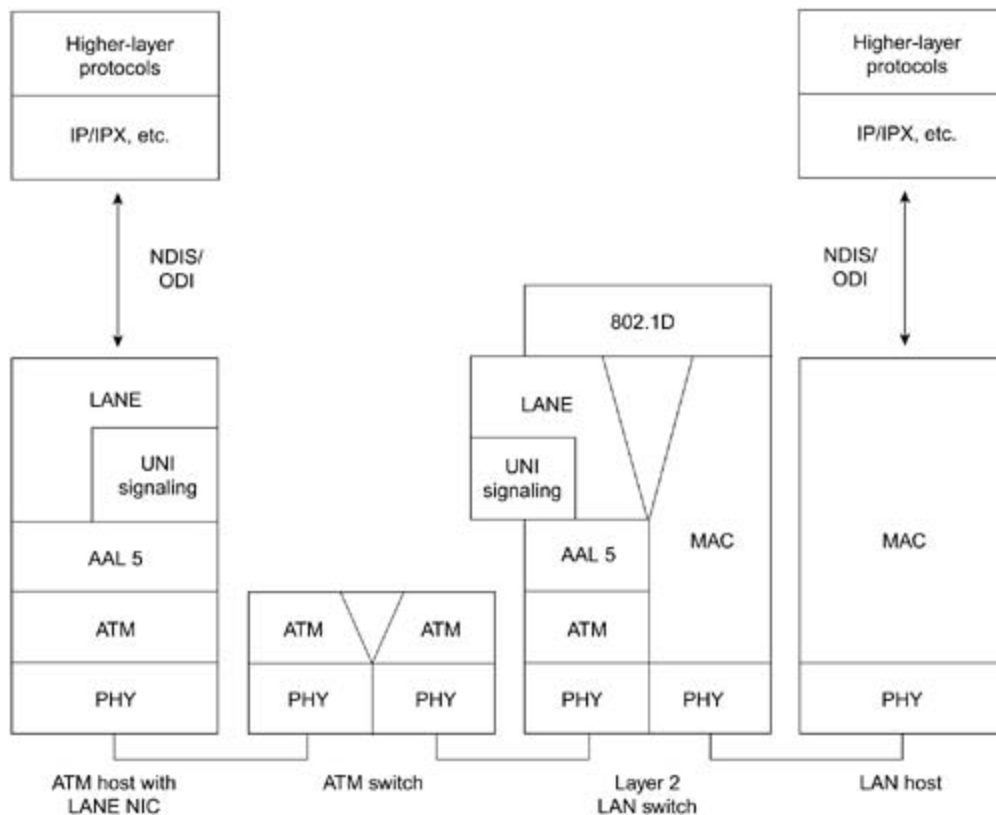 Higher-layer
protocols
IP/IPX, etc.
NDIS/
ODI
LANE
UNI
signaling
AAL 5
ATM
PHY
ATM host with
LANE NIC
ATM
ATM
PHY
PHY
ATM switch
802.1D
LANE
UNI
signaling
AAL 5
MAC
ATM
PHY
PHY
Layer 2
LAN switch
Higher-layer
protocols
IP/IPX, etc.
NDIS/
ODI
MAC
PHY
LAN host